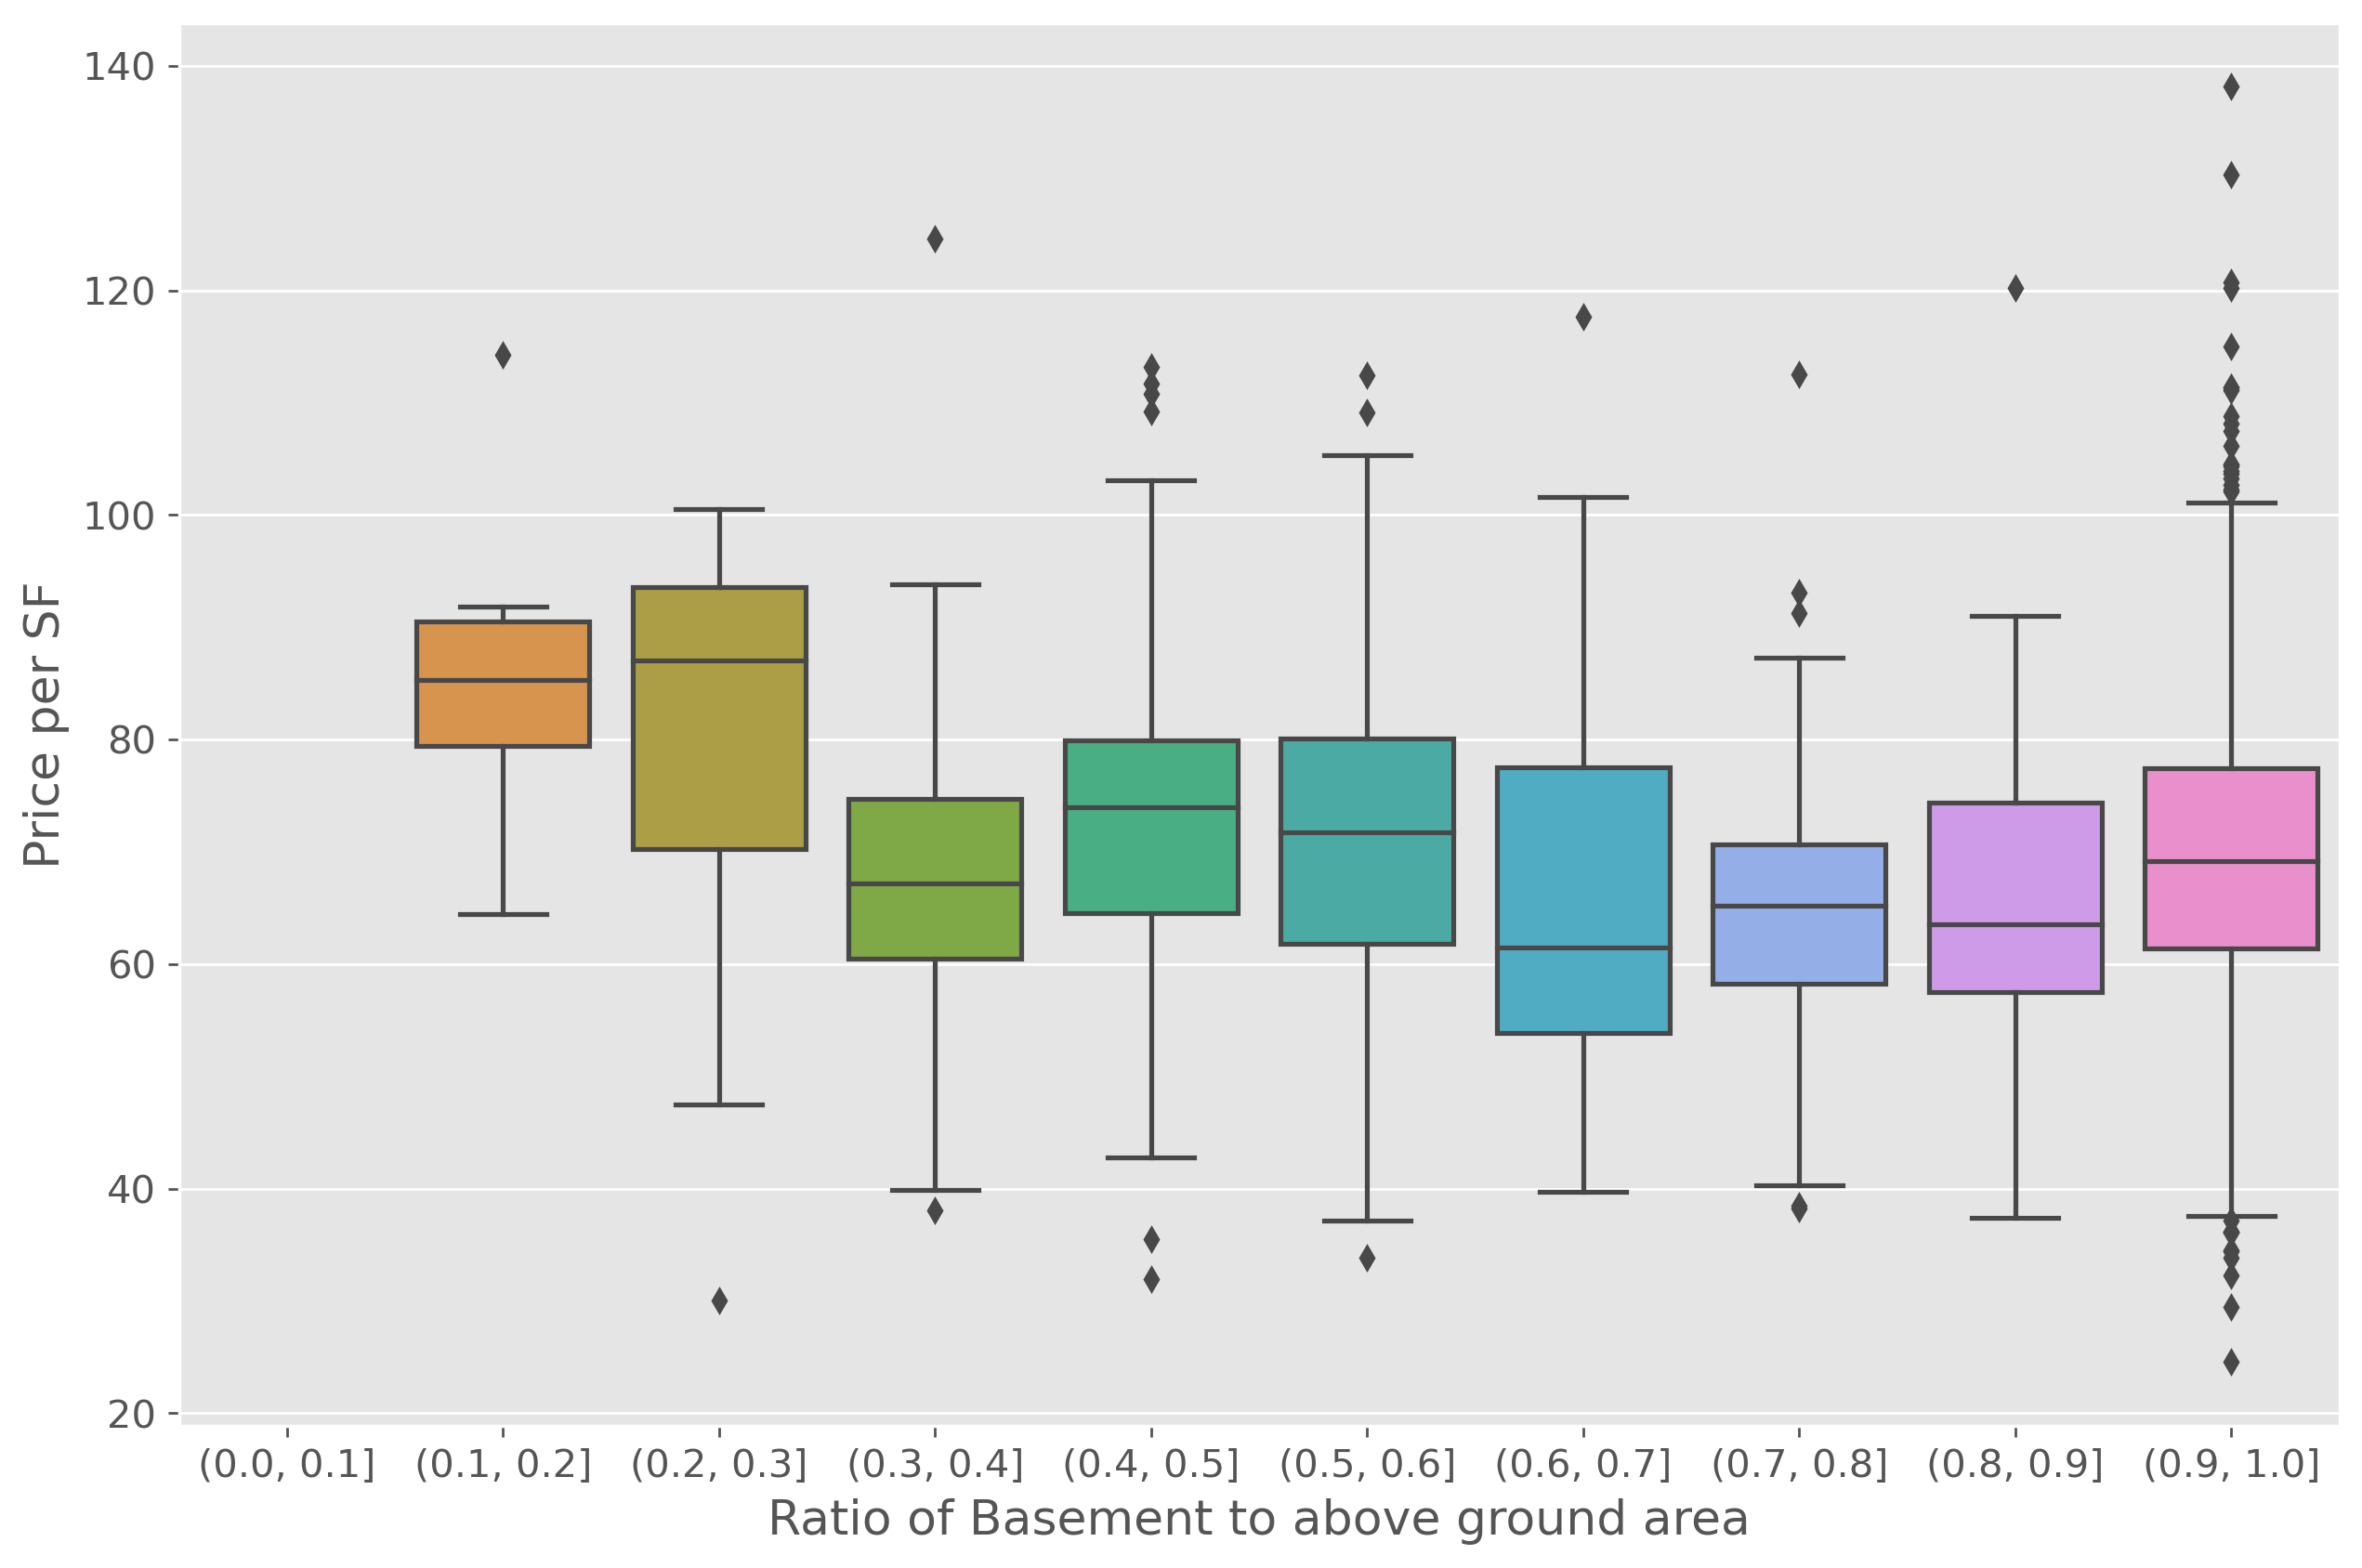 140
120
100
80
60
40
20
Price per SF
(0.0, 0.1] (0.1, 0.2] (0.2, 0.3] (0.3, 0.4] (0.4, 0.5] (0.5, 0.6] (0.6, 0.7] (0.7, 0.8] (0.8, 0.9] (0.9, 1.0]
Ratio of Basement to above ground area